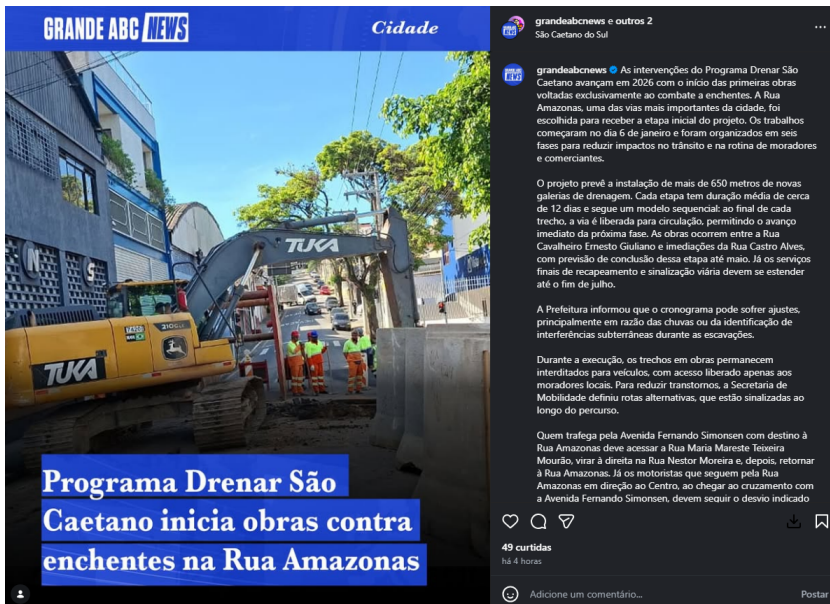 GRANDE ABC NEWS
Cidade
TUKA
TUKA
210G
N
S
Programa Drenar São
Caetano inicia obras contra
enchentes na Rua Amazonas
grandeabcnews e outros 2
São Caetano do Sul
grandeabcnews As intervenções do Programa Drenar São
Caetano avançam em 2026 com o início das primeiras obras
voltadas exclusivamente ao combate a enchentes. A Rua
Amazonas, uma das vias mais importantes da cidade, foi
escolhida para receber a etapa inicial do projeto. Os trabalhos
começaram no dia 6 de janeiro e foram organizados em seis
fases para reduzir impactos no trânsito e na rotina de moradores
e comerciantes.
O projeto prevê a instalação de mais de 650 metros de novas
galerias de drenagem. Cada etapa tem duração média de cerca
de 12 dias e segue um modelo sequencial: ao final de cada
trecho, a via é liberada para circulação, permitindo o avanço
imediato da próxima fase. As obras ocorrem entre a Rua
Cavalheiro Ernesto Giuliano e imediações da Rua Castro Alves,
com previsão de conclusão dessa etapa até maio. Já os serviços
finais de recapeamento e sinalização viária devem se estender
até o fim de julho.
A Prefeitura informou que o cronograma pode sofrer ajustes,
principalmente em razão das chuvas ou da identificação de
interferências subterrâneas durante as escavações.
Durante a execução, os trechos em obras permanecem
interditados para veículos, com acesso liberado apenas aos
moradores locais. Para reduzir transtornos, a Secretaria de
Mobilidade definiu rotas alternativas, que estão sinalizadas ao
longo do percurso.
Quem trafega pela Avenida Fernando Simonsen com destino à
Rua Amazonas deve acessar a Rua Maria Mareste Teixeira
Mourão, virar à direita na Rua Nestor Moreira e, depois, retornar
à Rua Amazonas. Já os motoristas que seguem pela Rua
Amazonas em direção ao Centro, ao chegar ao cruzamento com
a Avenida Fernando Simonsen, devem seguir o desvio indicado
49 curtidas
há 4 horas
Adicione um comentário...
Postar